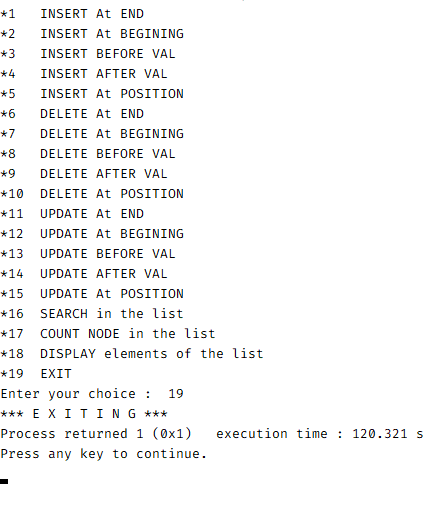 *1   INSERT At END
*2   INSERT At BEGINING
*3   INSERT BEFORE VAL
*4   INSERT AFTER VAL
*5   INSERT At POSITION
*6   DELETE At END
*7   DELETE At BEGINING
*8   DELETE BEFORE VAL
*9   DELETE AFTER VAL
*10  DELETE At POSITION
*11  UPDATE At END
*12  UPDATE At BEGINING
*13  UPDATE BEFORE VAL
*14  UPDATE AFTER VAL
*15  UPDATE At POSITION
*16  SEARCH in the list
*17  COUNT NODE in the list
*18  DISPLAY elements of the list
*19  EXIT
Enter your choice :  19
*** E X I T I N G ***
Process returned 1 (0x1)   execution time : 120.321 s
Press any key to continue.